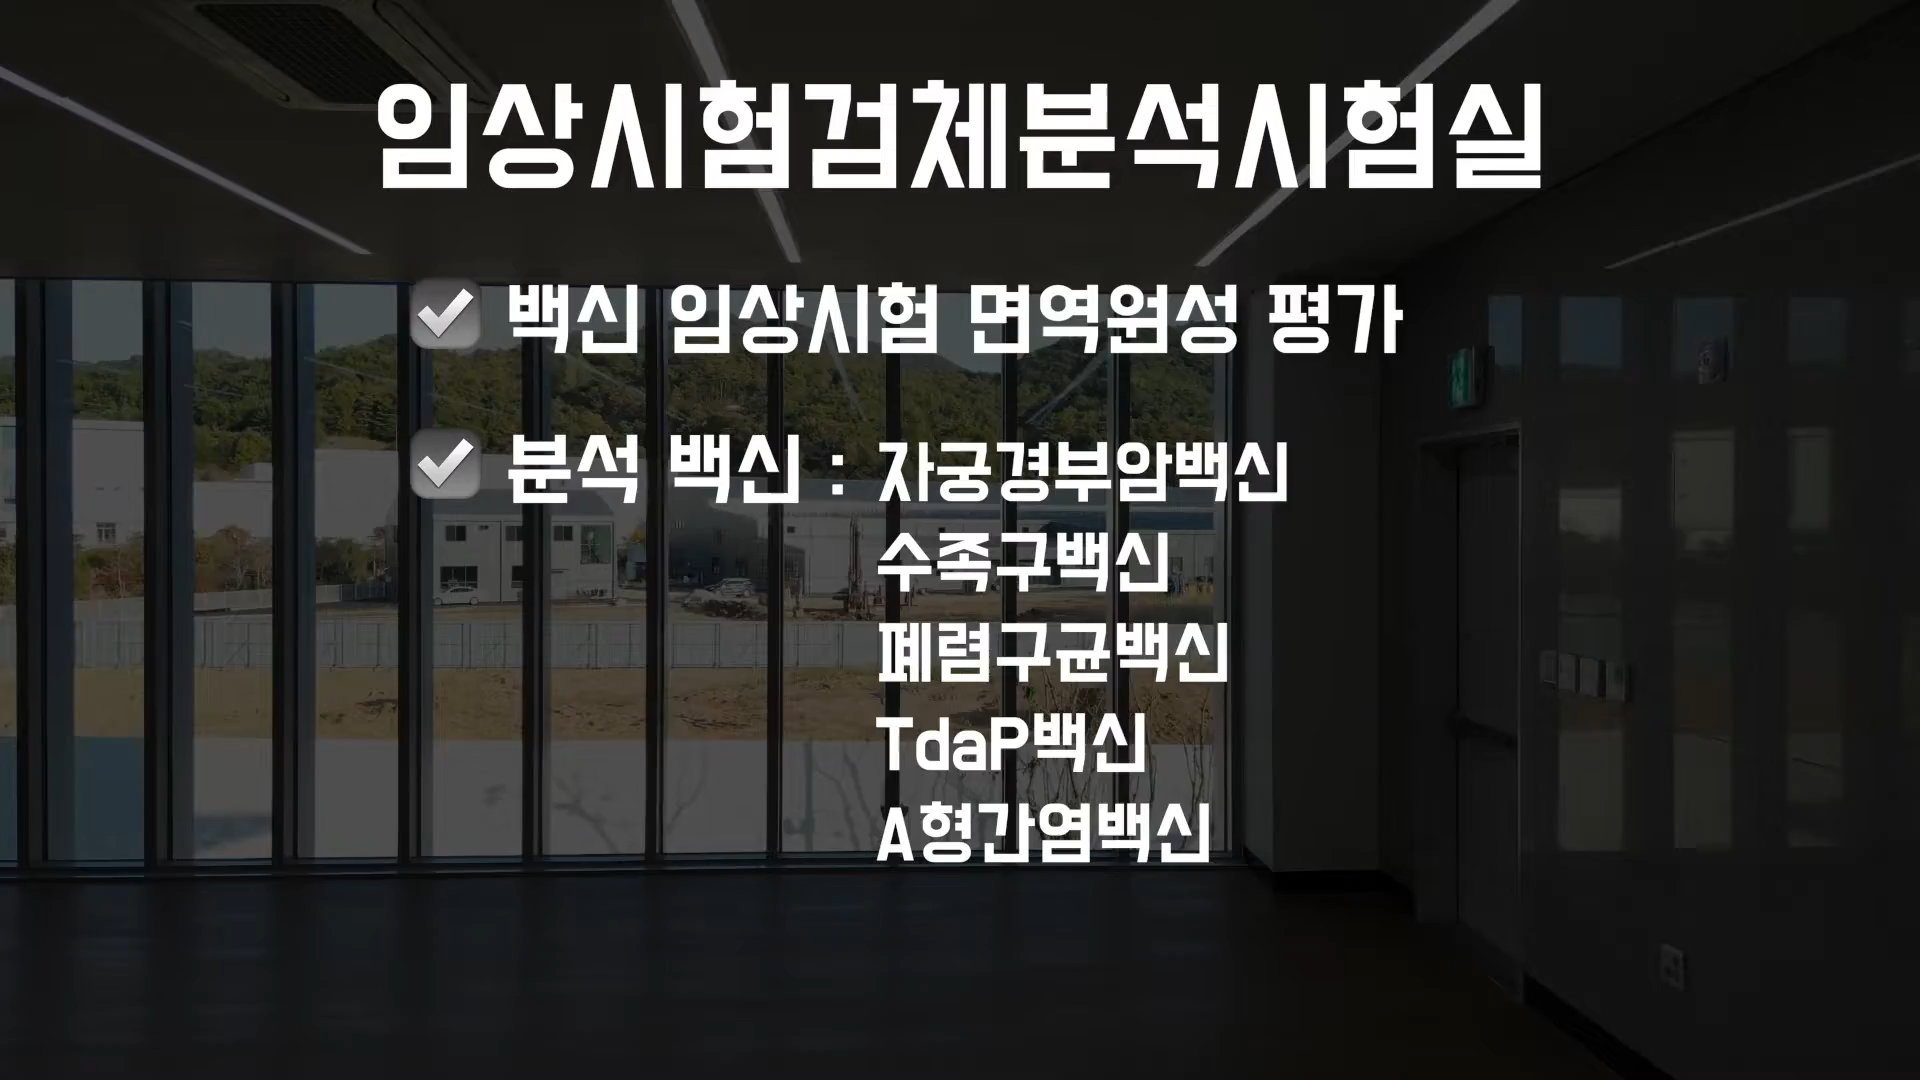 임상시험검체분석시험실
백신 임상시험 면역원성 평가
분석 백신 : 자궁경부암백신
수족구백신
폐렴구균백신
TdaP백신
A형간염백신